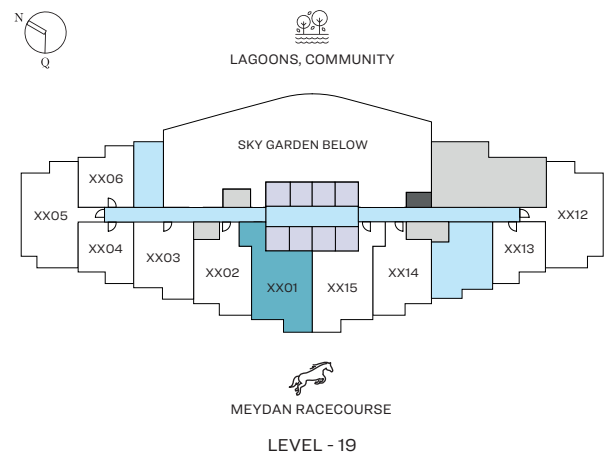 N
Q
LAGOONS, COMMUNITY
SKY GARDEN BELOW
XX06
XX05
XX12
XX04
XX03
XX02
XX01
XX15
XX14
XX13
MEYDAN RACECOURSE
LEVEL - 19